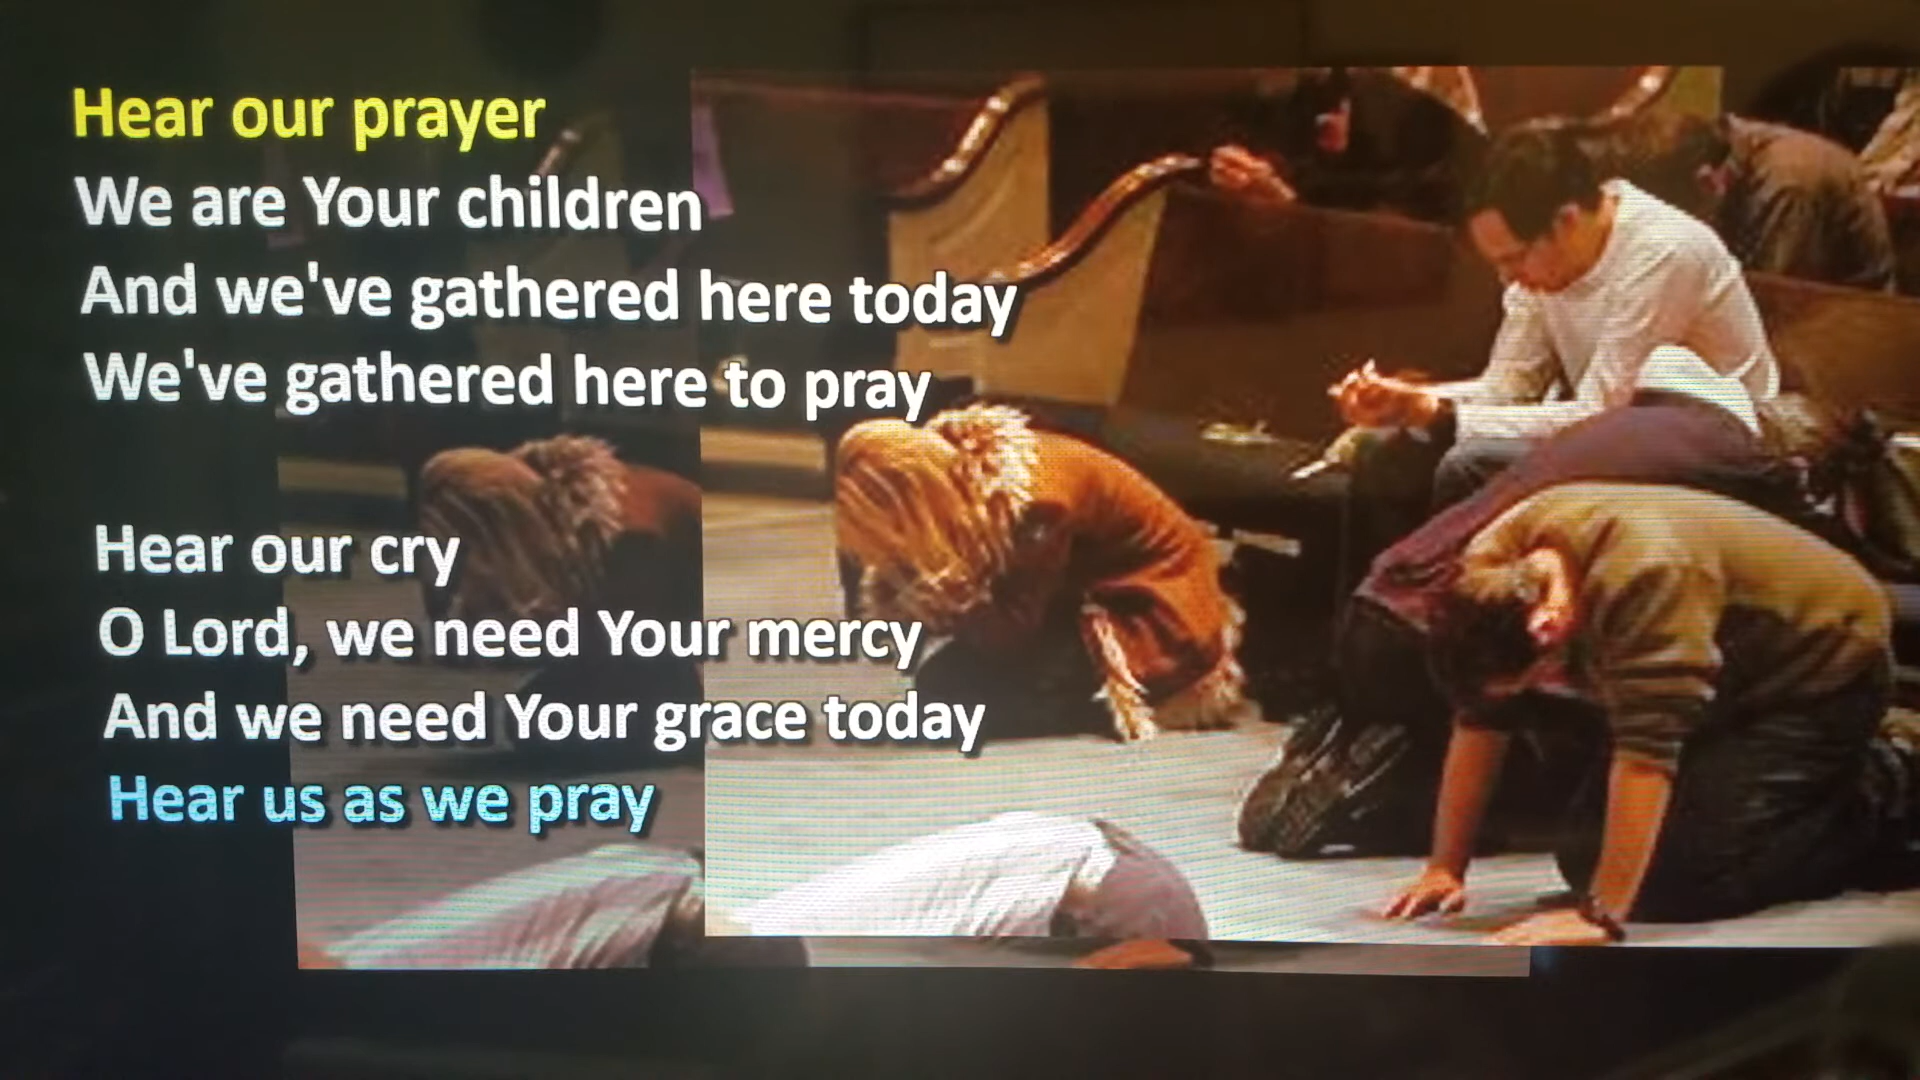 Hear our prayer
We are Your children
And we've gathered here today
We've gathered here to pray
Hear our cry
O Lord, we need Your mercy
And we need Your grace today
Hear us as we pray